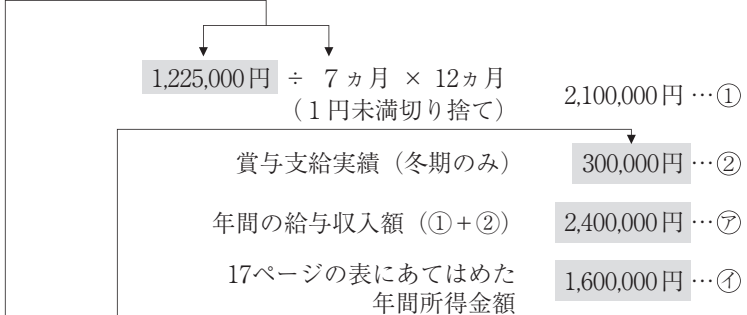 1,225,000円 ÷ 7ヵ月 × 12ヵ月
(1円未満切り捨て) 2,100,000円…①
賞与支給実績(冬期のみ) 300,000円…②
年間の給与収入額(①+②) 2,400,000円…㋐
17ページの表にあてはめた
年間所得金額 1,600,000円…㋑